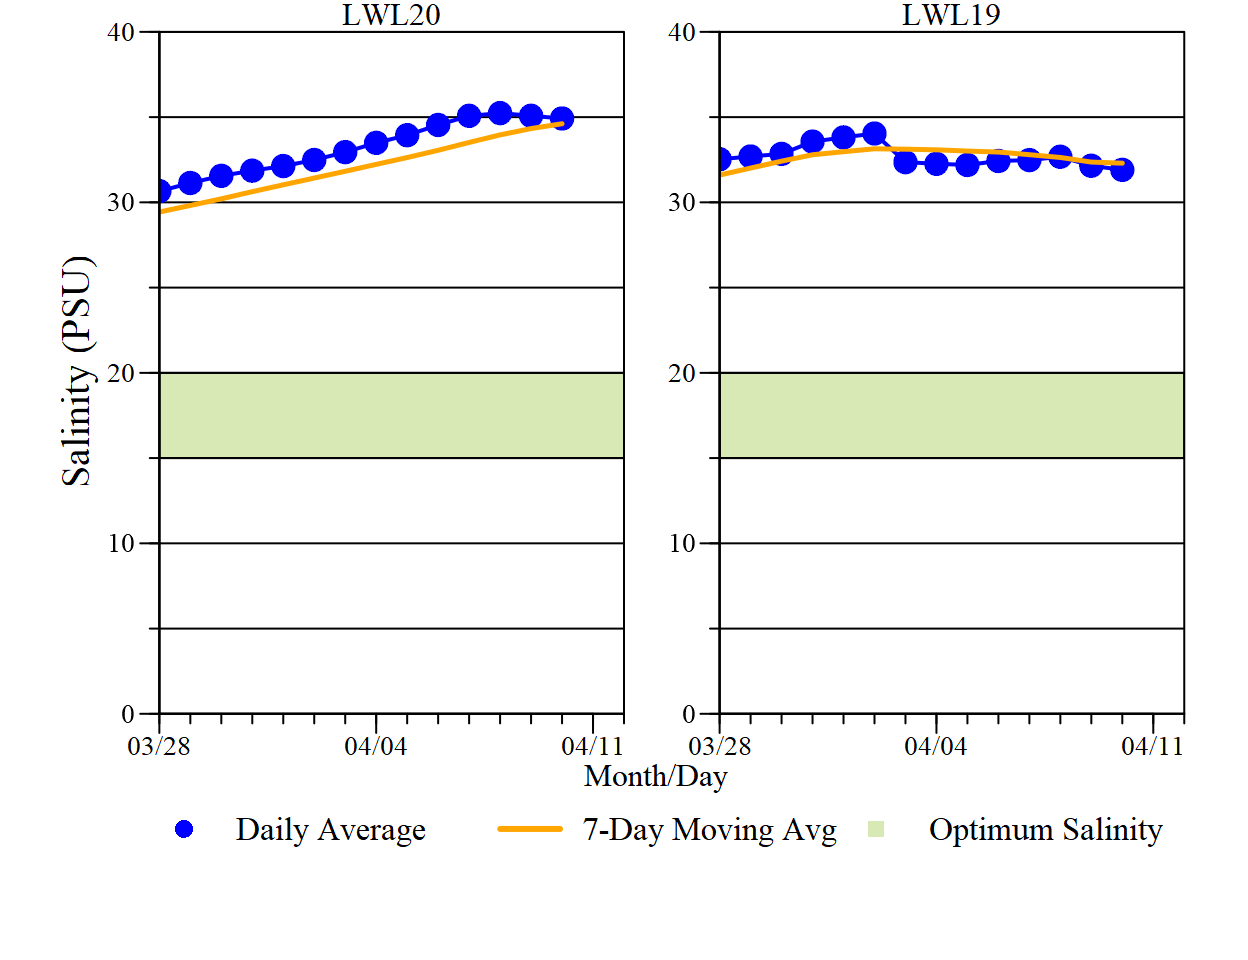 LWL20
LWL19
40
30
20
10
0
40
30
20
10
0
Salinity (PSU)
03/28
04/04
04/11
03/28
04/04
04/11
Month/Day
Daily Average
7-Day Moving Avg
Optimum Salinity